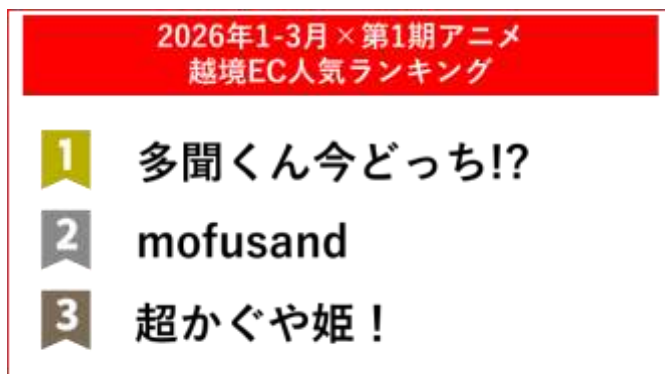 2026年1-3月×第1期アニメ
越境EC人気ランキング
1 多聞くん今どっち!?
2 mofusand
3 超かぐや姫！